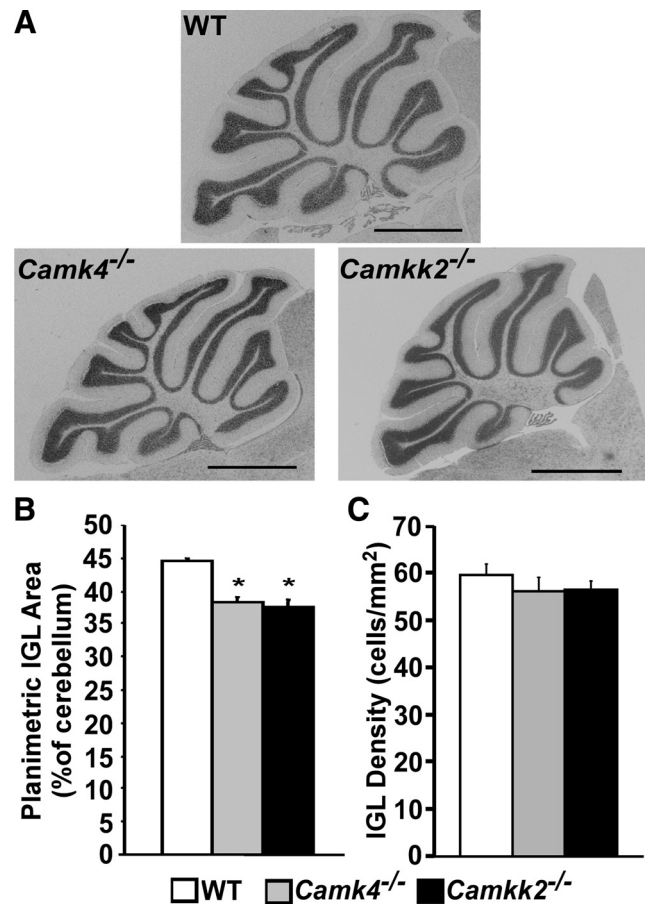 A
WT
Camk4-/-
Camkk2-/-
B
Planimetric IGL Area
(%of cerebellum)
50
45
40
35
30
25
20
15
10
5
0
* *
C
IGL Density (cells/mm2)
70
60
50
60
30
20
10
0
WT Camk4-/- Camkk2-/-